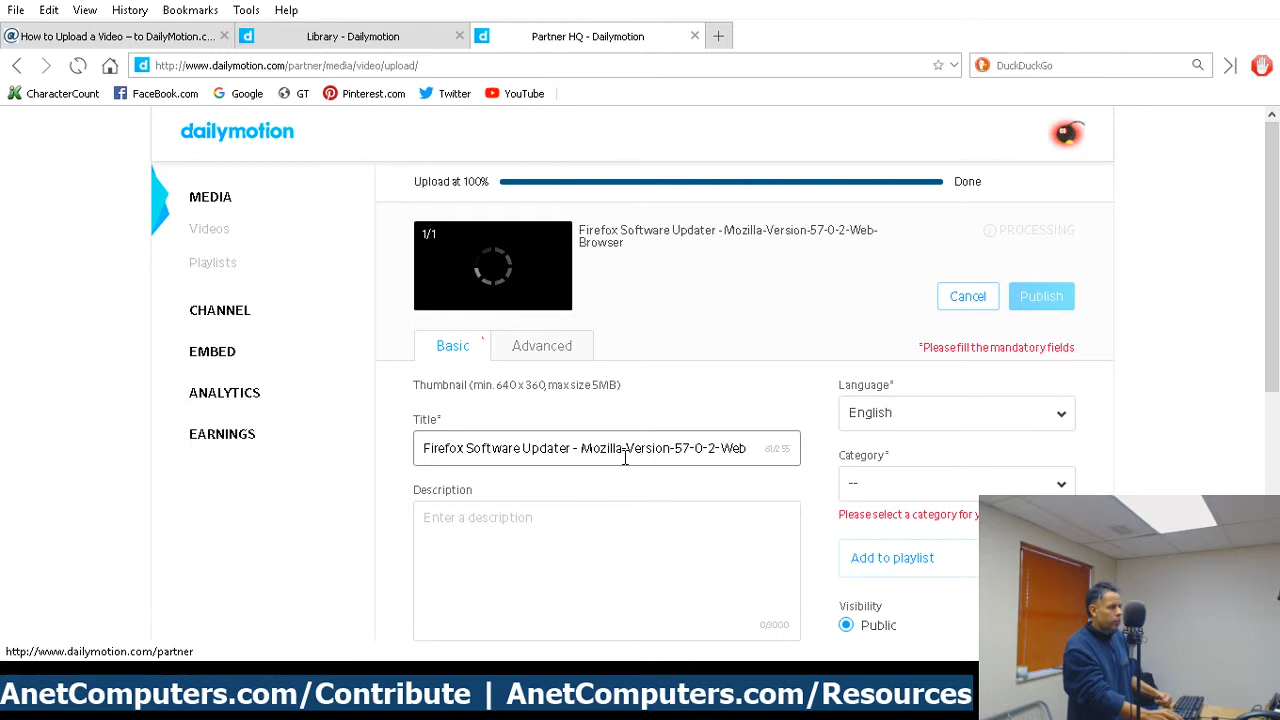 File Edit View History Bookmarks Tools Help
How to Upload a Video – to DailyMotion.c...
Library - Dailymotion
Partner HQ - Dailymotion
http://www.dailymotion.com/partner/media/video/upload/
DuckDuckGo
CharacterCount FaceBook.com Google GT Pinterest.com Twitter YouTube
dailymotion
MEDIA
Videos
Playlists
CHANNEL
EMBED
ANALYTICS
EARNINGS
Upload at 100% Done
1/1
Firefox Software Updater - Mozilla-Version-57-0-2-Web-
Browser
PROCESSING
Cancel Publish
Basic * Advanced
*Please fill the mandatory fields
Thumbnail (min. 640 x 360, max size 5MB)
Title*
Firefox Software Updater - Mozilla-Version-57-0-2-Web 61/255
Description
Enter a description
0/3000
Language*
English
Category*
--
Please select a category for y
Add to playlist
Visibility
Public
http://www.dailymotion.com/partner
AnetComputers.com/Contribute | AnetComputers.com/Resources